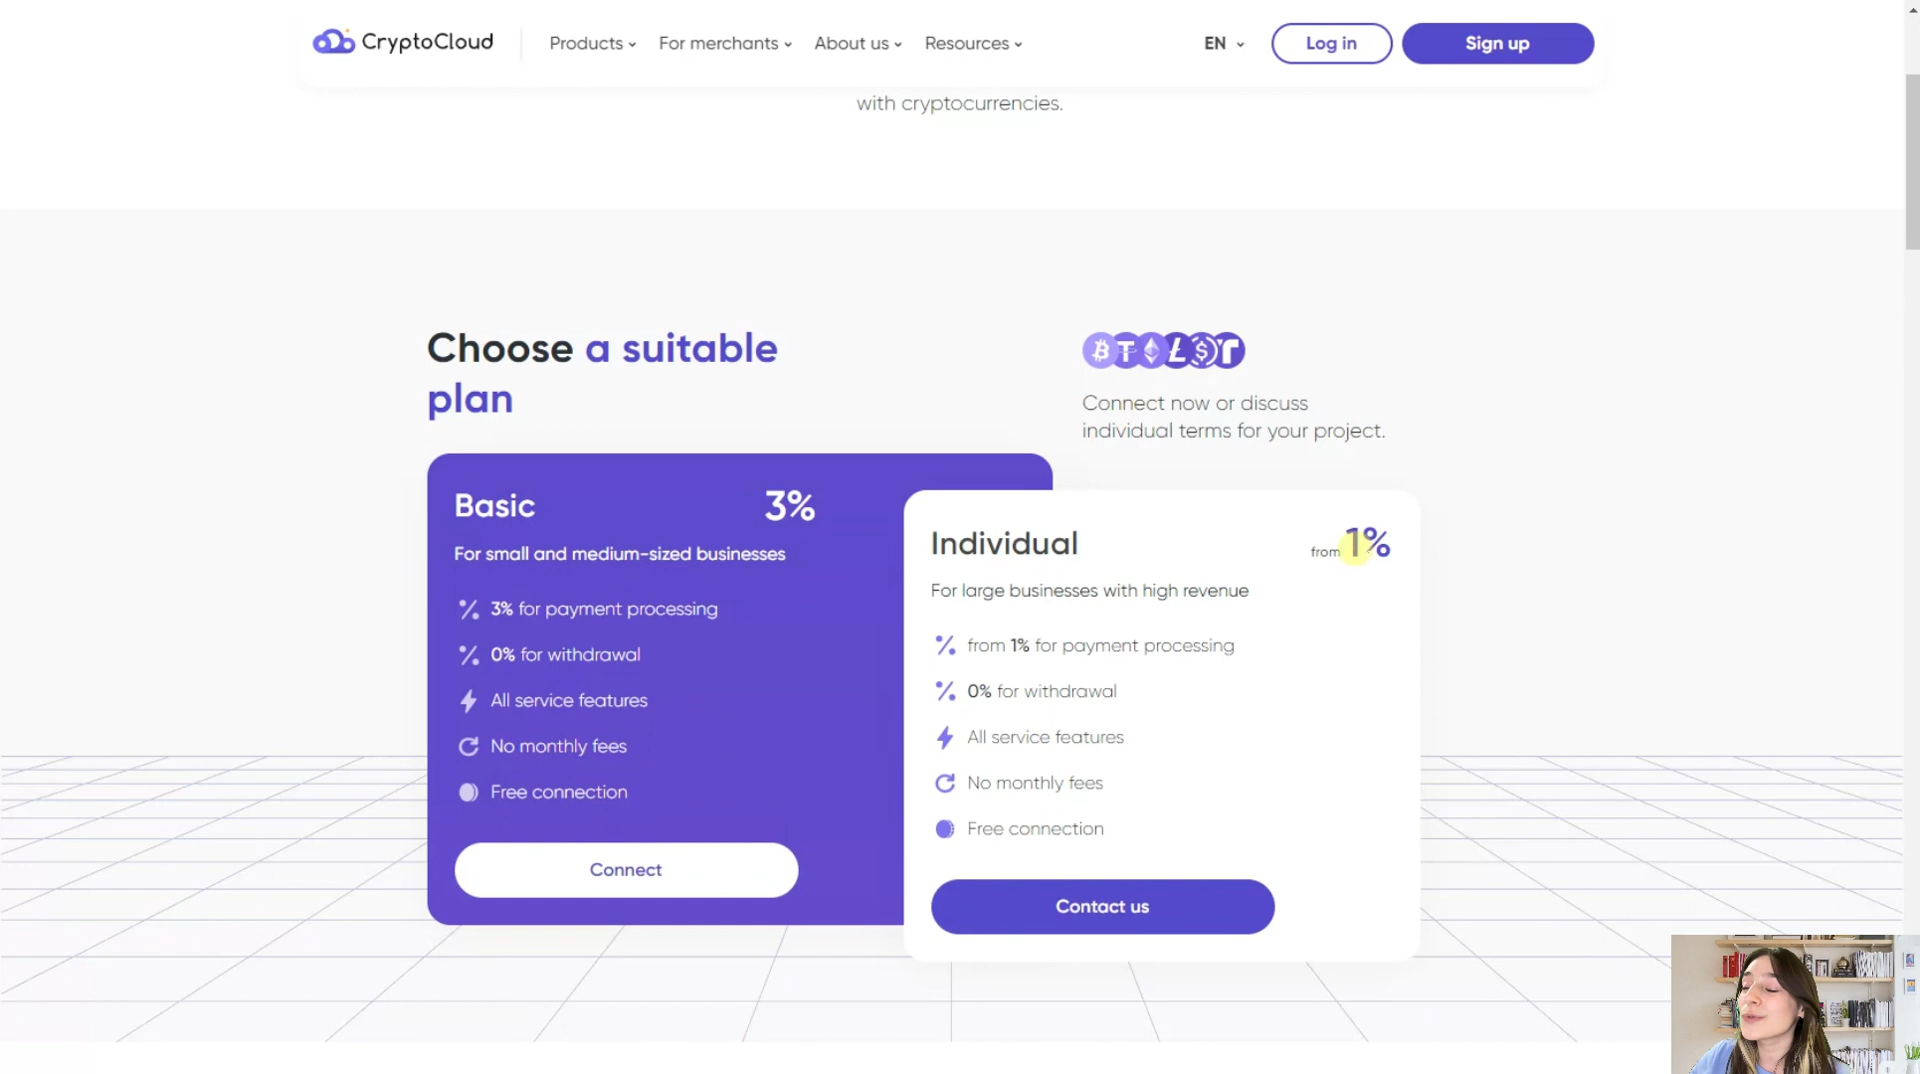 CryptoCloud
Products
For merchants
About us
Resources
EN
Log in
Sign up
with cryptocurrencies.
Choose a suitable
plan
Connect now or discuss
individual terms for your project.
Basic 3%
For small and medium-sized businesses
3% for payment processing
0% for withdrawal
All service features
No monthly fees
Free connection
Connect
Individual from 1%
For large businesses with high revenue
from 1% for payment processing
0% for withdrawal
All service features
No monthly fees
Free connection
Contact us